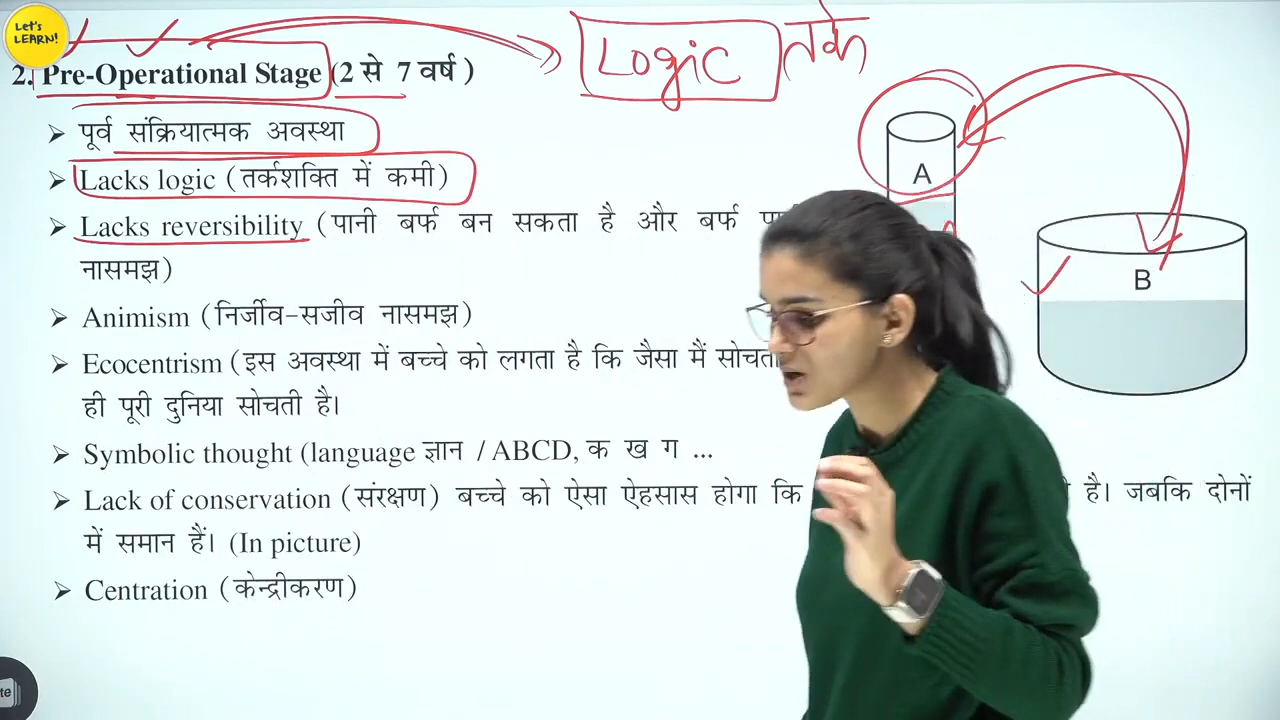 Let's
LEARN!
Logic तर्क
2. Pre-Operational Stage (2 से 7 वर्ष )
➢ पूर्व संक्रियात्मक अवस्था
➢ Lacks logic (तर्कशक्ति में कमी)
➢ Lacks reversibility (पानी बर्फ बन सकता है और बर्फ
नासमझ)
➢ Animism (निर्जीव-सजीव नासमझ)
➢ Ecocentrism (इस अवस्था में बच्चे को लगता है कि जैसा मैं
ही पूरी दुनिया सोचती है।
➢ Symbolic thought (language ज्ञान / ABCD, क ख ग ...
➢ Lack of conservation (संरक्षण) बच्चे को ऐसा ऐहसास होगा कि है। जबकि दोनों
में समान हैं। (In picture)
➢ Centration (केन्द्रीकरण)
A
B